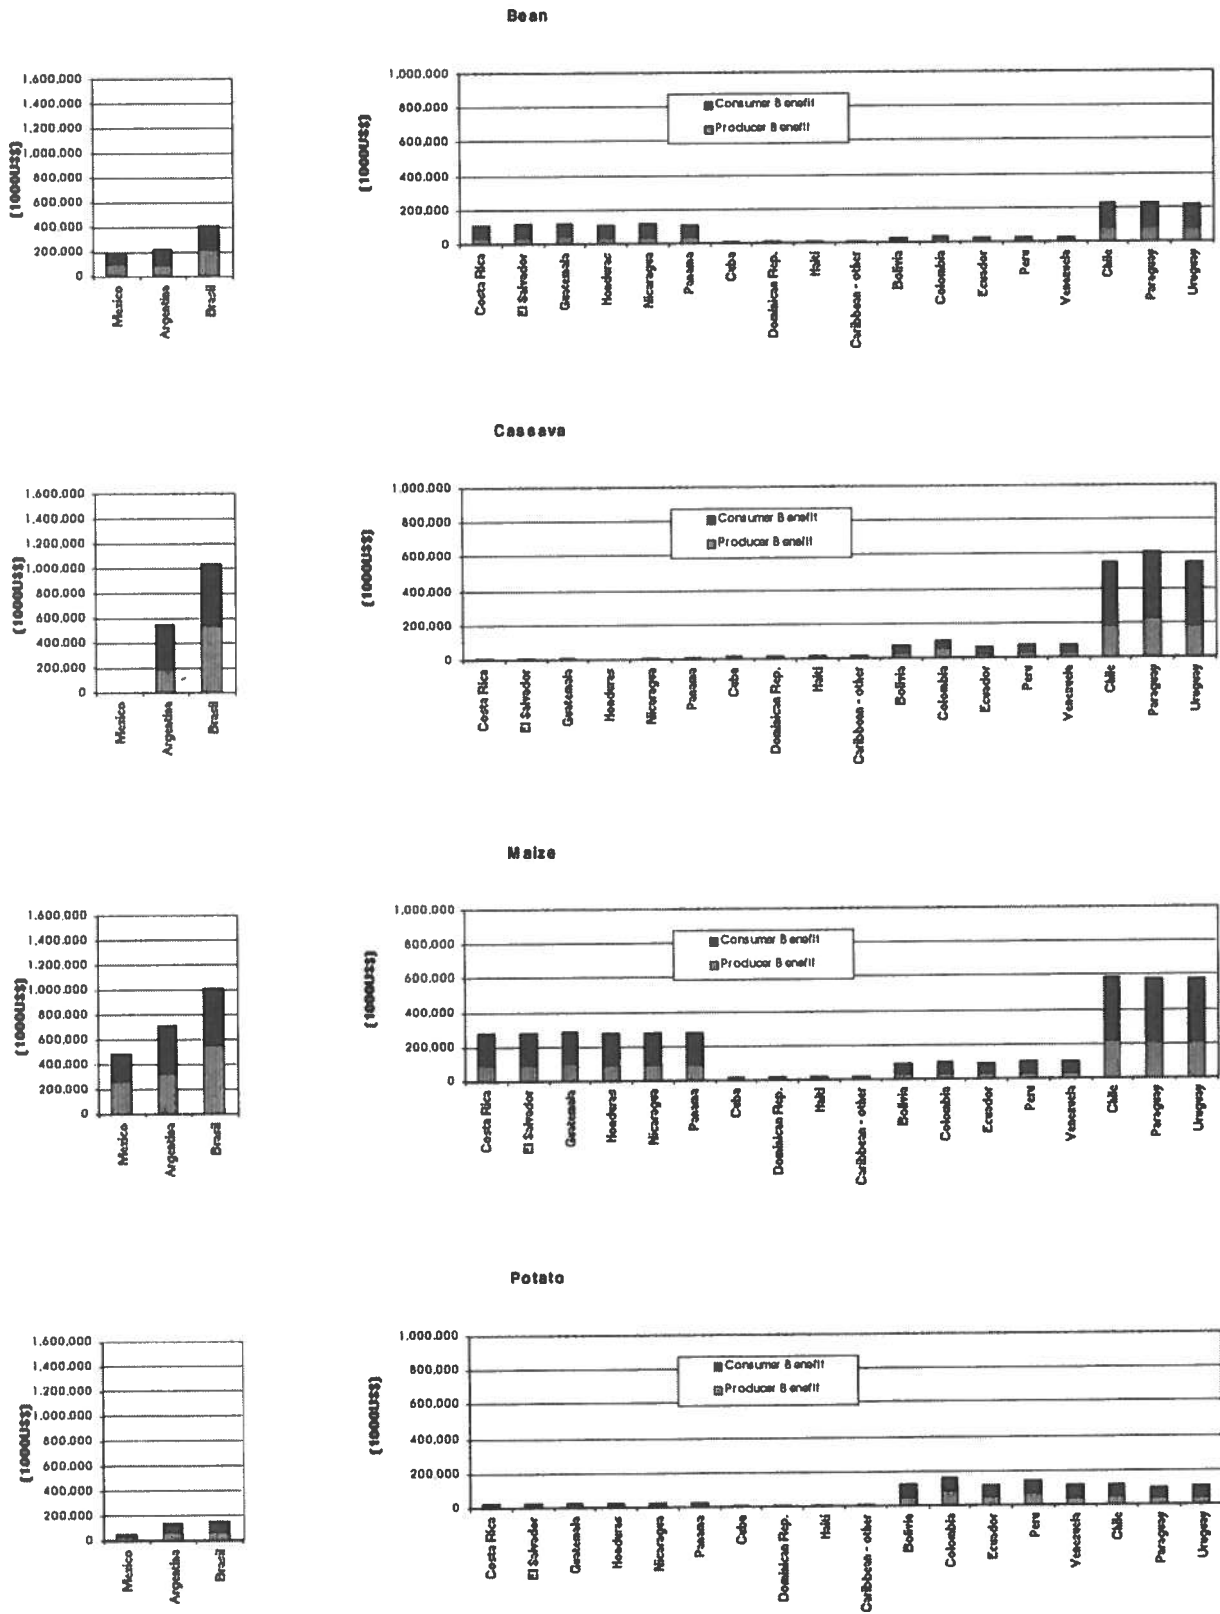 Bean
1.600.000
1.400.000
1.200.000
1.000.000
800.000
600.000
400.000
200.000
0
(1000US$)
Mexico
Argentina
Brasil
1.000.000
800.000
600.000
400.000
200.000
0
(1000US$)
Consumer Benefit
Producer Benefit
Costa Rica
El Salvador
Guatemala
Honduras
Nicaragua
Panama
Cuba
Dominican Rep.
Haiti
Caribbean - other
Bolivia
Colombia
Ecuador
Peru
Venezuela
Chile
Paraguay
Uruguay
Cassava
1.600.000
1.400.000
1.200.000
1.000.000
800.000
600.000
400.000
200.000
0
(1000US$)
Mexico
Argentina
Brasil
1.000.000
800.000
600.000
400.000
200.000
0
(1000US$)
Consumer Benefit
Producer Benefit
Costa Rica
El Salvador
Guatemala
Honduras
Nicaragua
Panama
Cuba
Dominican Rep.
Haiti
Caribbean - other
Bolivia
Colombia
Ecuador
Peru
Venezuela
Chile
Paraguay
Uruguay
Maize
1.600,000
1.400.000
1.200.000
1.000.000
800.000
600.000
400.000
200.000
0
(1000US$)
Mexico
Argentina
Brasil
1.000.000
800.000
600.000
400.000
200,000
0
(1000US$)
Consumer Benefit
Producer Benefit
Costa Rica
El Salvador
Guatemala
Honduras
Nicaragua
Panama
Cuba
Dominican Rep.
Haiti
Caribbean - other
Bolivia
Colombia
Ecuador
Peru
Venezuela
Chile
Paraguay
Uruguay
Potato
1.600,000
1.400.000
1.200.000
1.000.000
800.000
600.000
400.000
200.000
0
(1000US$)
Mexico
Argentina
Brasil
1.000.000
800.000
600.000
400.000
200,000
0
(1000US$)
Consumer Benefit
Producer Benefit
Costa Rica
El Salvador
Guatemala
Honduras
Nicaragua
Panama
Cuba
Dominican Rep.
Haiti
Caribbean - other
Bolivia
Colombia
Ecuador
Peru
Venezuela
Chile
Paraguay
Uruguay